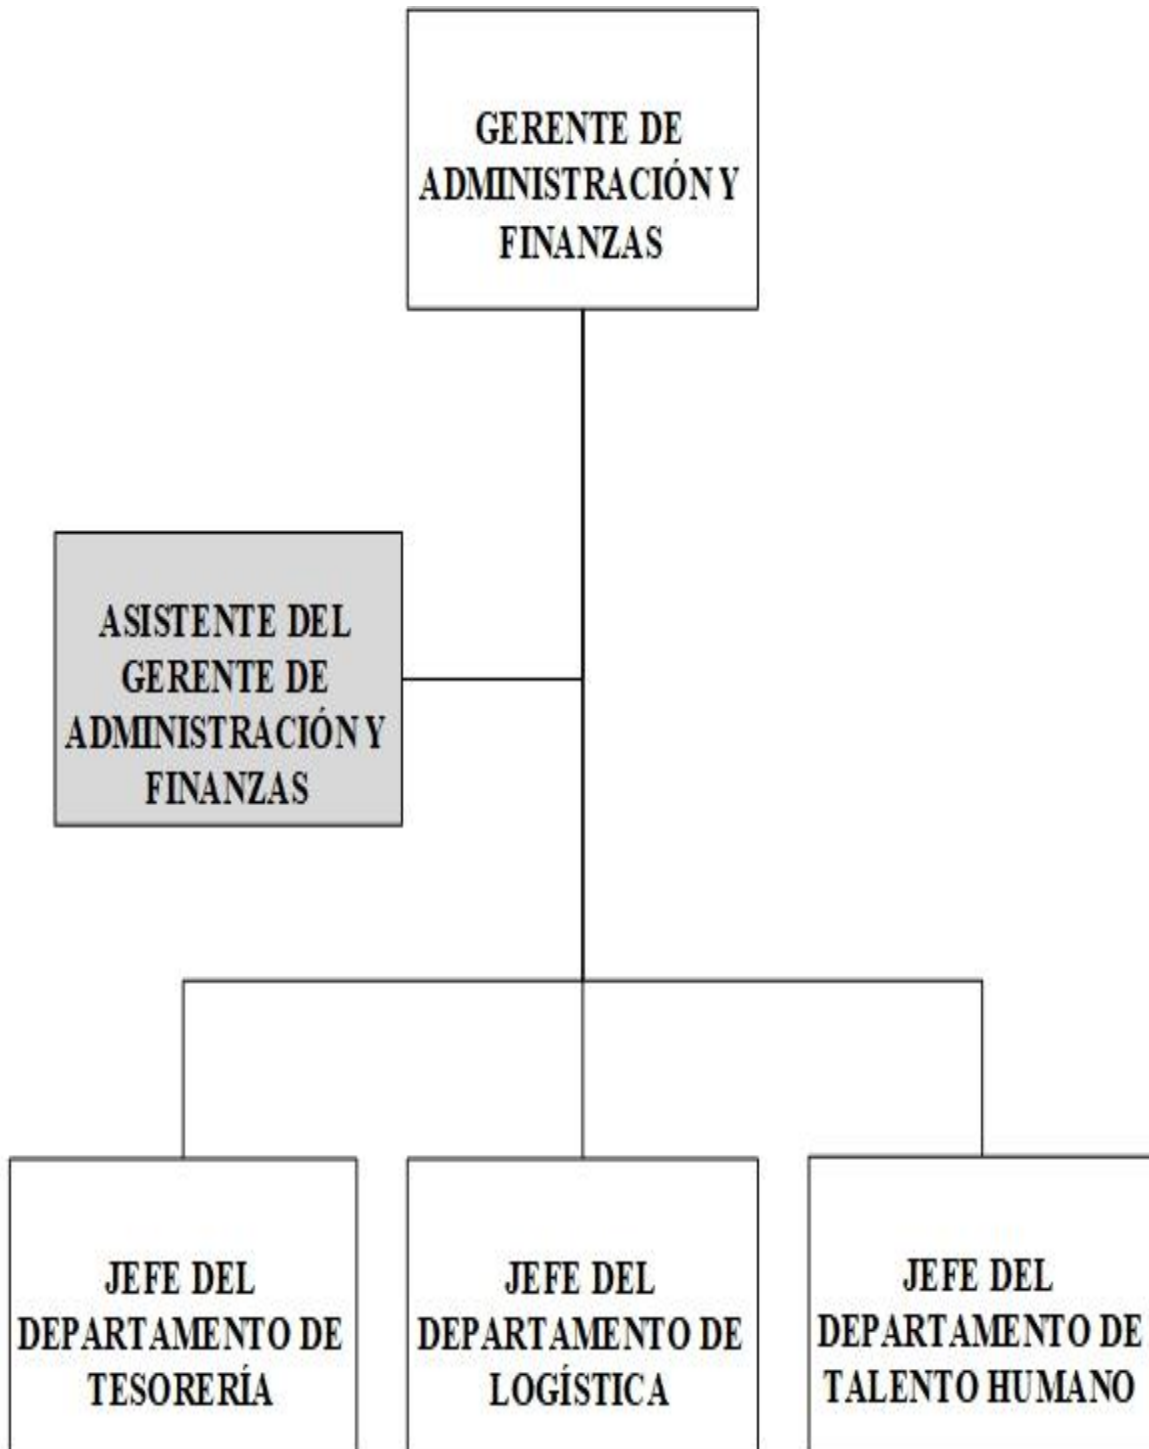 GERENTE DE
ADMINISTRACIÓN Y
FINANZAS
ASISTENTE DEL
GERENTE DE
ADMINISTRACIÓN Y
FINANZAS
JEFE DEL
DEPARTAMENTO DE
TESORERÍA
JEFE DEL
DEPARTAMENTO DE
LOGÍSTICA
JEFE DEL
DEPARTAMENTO DE
TALENTO HUMANO